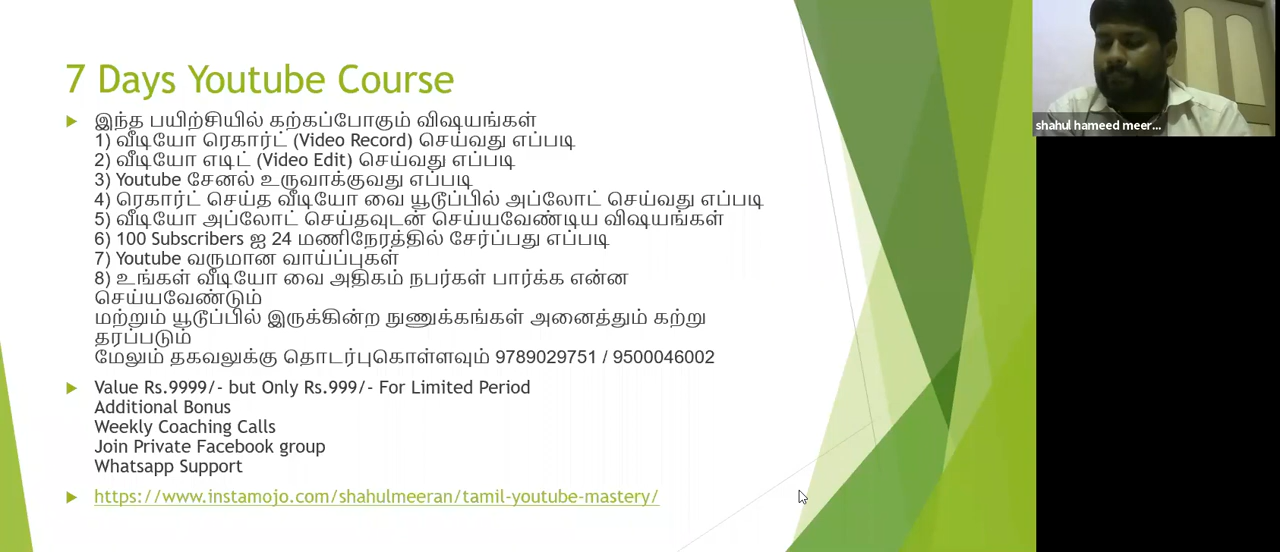 7 Days Youtube Course
இந்த பயிற்சியில் கற்கப்போகும் விஷயங்கள்
1) வீடியோ ரெகார்ட் (Video Record) செய்வது எப்படி
2) வீடியோ எடிட் (Video Edit) செய்வது எப்படி
3) Youtube சேனல் உருவாக்குவது எப்படி
4) ரெகார்ட் செய்த வீடியோ வை யூடூப்பில் அப்லோட் செய்வது எப்படி
5) வீடியோ அப்லோட் செய்தவுடன் செய்யவேண்டிய விஷயங்கள்
6) 100 Subscribers ஐ 24 மணிநேரத்தில் சேர்ப்பது எப்படி
7) Youtube வருமான வாய்ப்புகள்
8) உங்கள் வீடியோ வை அதிகம் நபர்கள் பார்க்க என்ன
செய்யவேண்டும்
மற்றும் யூடூப்பில் இருக்கின்ற நுணுக்கங்கள் அனைத்தும் கற்று
தரப்படும்
மேலும் தகவலுக்கு தொடர்புகொள்ளவும் 9789029751 / 9500046002
Value Rs.9999/- but Only Rs.999/- For Limited Period
Additional Bonus
Weekly Coaching Calls
Join Private Facebook group
Whatsapp Support
https://www.instamojo.com/shahulmeeran/tamil-youtube-mastery/
shahul hameed meer...